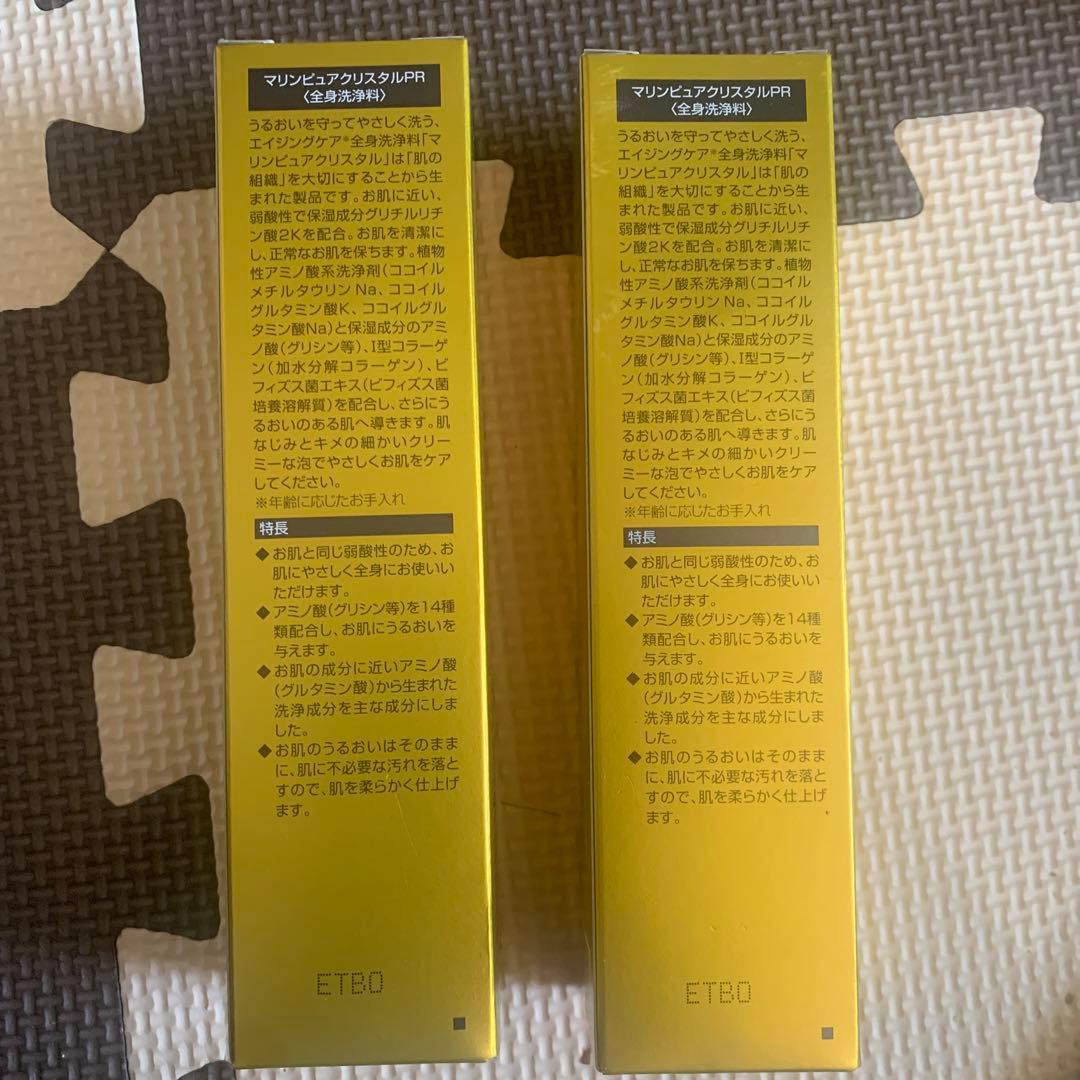 マリンピュアクリスタルPR
〈全身洗浄料〉
うるおいを守ってやさしく洗う、
エイジングケア※全身洗浄料「マ
リンピュアクリスタル」は「肌の
組織」を大切にすることから生
まれた製品です。お肌に近い、
弱酸性で保湿成分グリチルリチ
ン酸2Kを配合。お肌を清潔に
し、正常なお肌を保ちます。植物
性アミノ酸系洗浄剤(ココイル
メチルタウリン Na、ココイル
グルタミン酸K、ココイルグル
タミン酸Na)と保湿成分のアミ
ノ酸(グリシン等)、I型コラーゲ
ン(加水分解コラーゲン)、ビ
フィズス菌エキス(ビフィズス菌
培養溶解質)を配合し、さらにう
るおいのある肌へ導きます。肌
なじみとキメの細かいクリー
ミーな泡でやさしくお肌をケア
してください。
※年齢に応じたお手入れ
特長
◆お肌と同じ弱酸性のため、お
肌にやさしく全身にお使いい
ただけます。
◆アミノ酸(グリシン等)を14種
類配合し、お肌にうるおいを
与えます。
◆お肌の成分に近いアミノ酸
(グルタミン酸)から生まれた
洗浄成分を主な成分にしま
した。
◆お肌のうるおいはそのまま
に、肌に不必要な汚れを落と
すので、肌を柔らかく仕上げ
ます。
ETBO
マリンピュアクリスタルPR
〈全身洗浄料〉
うるおいを守ってやさしく洗う、
エイジングケア※全身洗浄料「マ
リンピュアクリスタル」は「肌の
組織」を大切にすることから生
まれた製品です。お肌に近い、
弱酸性で保湿成分グリチルリチ
ン酸2Kを配合。お肌を清潔に
し、正常なお肌を保ちます。植物
性アミノ酸系洗浄剤(ココイル
メチルタウリン Na、ココイル
グルタミン酸K、ココイルグル
タミン酸Na)と保湿成分のアミ
ノ酸(グリシン等)、I型コラーゲ
ン(加水分解コラーゲン)、ビ
フィズス菌エキス(ビフィズス菌
培養溶解質)を配合し、さらにう
るおいのある肌へ導きます。肌
なじみとキメの細かいクリー
ミーな泡でやさしくお肌をケア
してください。
※年齢に応じたお手入れ
特長
◆お肌と同じ弱酸性のため、お
肌にやさしく全身にお使いい
ただけます。
◆アミノ酸(グリシン等)を14種
類配合し、お肌にうるおいを
与えます。
◆お肌の成分に近いアミノ酸
(グルタミン酸)から生まれた
洗浄成分を主な成分にしま
した。
◆お肌のうるおいはそのまま
に、肌に不必要な汚れを落と
すので、肌を柔らかく仕上げ
ます。
ETBO